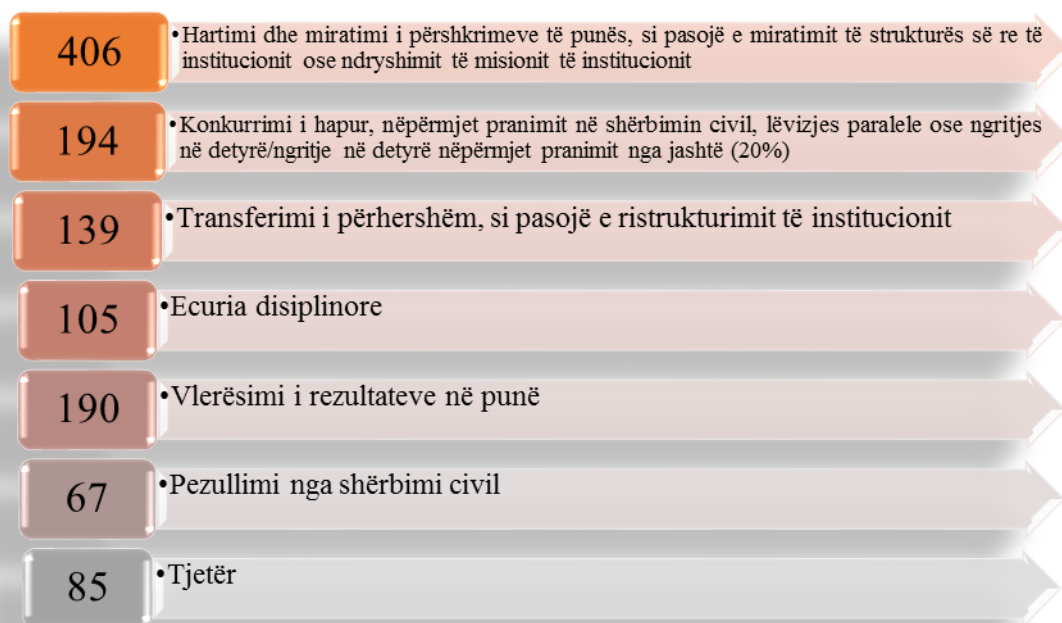 406
•Hartimi dhe miratimi i përshkrimeve të punës, si pasojë e miratimit të strukturës së re të
institucionit ose ndryshimit të misionit të institucionit
194
•Konkurrimi i hapur, nëpërmjet pranimit në shërbimin civil, lëvizjes paralele ose ngritjes
në detyrë/ngritje në detyrë nëpërmjet pranimit nga jashtë (20%)
139
•Transferimi i përhershëm, si pasojë e ristrukturimit të institucionit
105
•Ecuria disiplinore
190
•Vlerësimi i rezultateve në punë
67
•Pezullimi nga shërbimi civil
85
•Tjetër